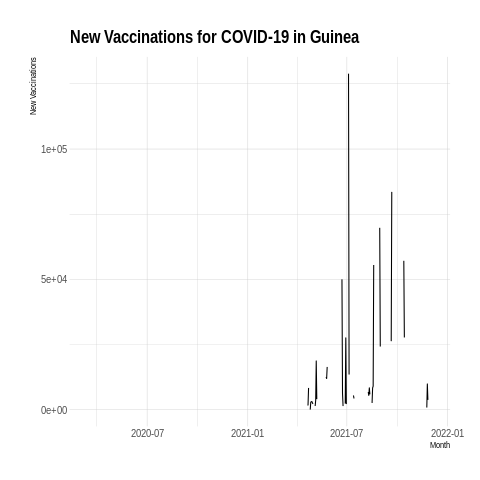 New Vaccinations for COVID-19 in Guinea
New Vaccinations
1e+05
5e+04
0e+00
2020-07
2021-01
2021-07
2022-01
Month